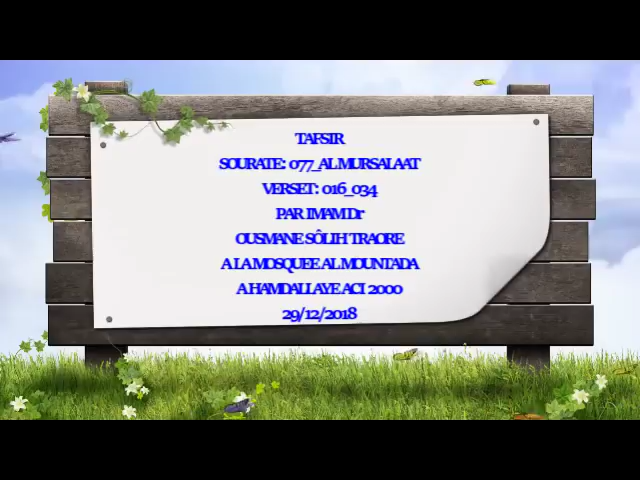 TAFSIR
SOURATE: 077_AL MURSALAAT
VERSET: 016_034
PAR IMAM Dr
OUSMANE SÔLIH TRAORE
A LA MOSQUEE AL MOUNTADA
A HAMDALLAYE ACI 2000
29/12/2018